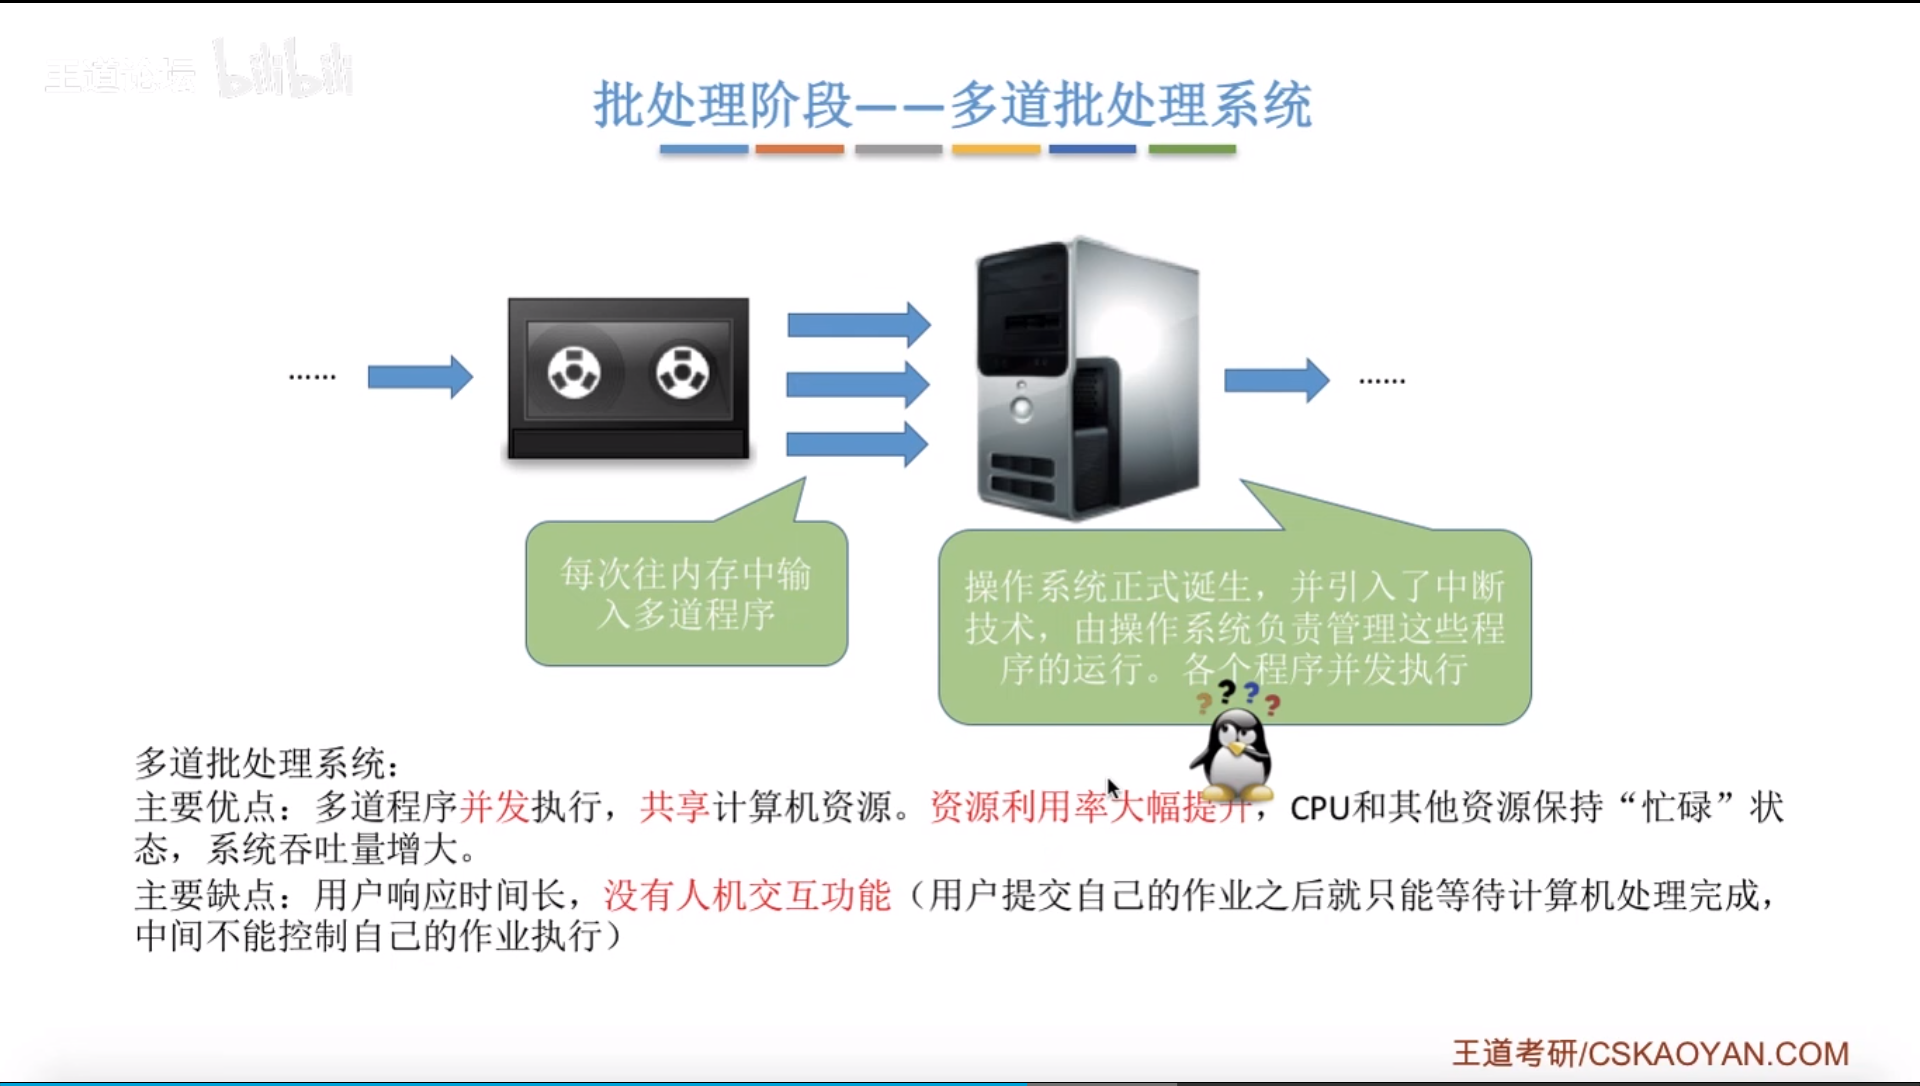 王道论坛 bilibili
批处理阶段——多道批处理系统
......
......
每次往内存中输
入多道程序
操作系统正式诞生，并引入了中断
技术，由操作系统负责管理这些程
序的运行。各个程序并发执行
? ? ? ?
多道批处理系统：
主要优点：多道程序并发执行，共享计算机资源。资源利用率大幅提升，CPU和其他资源保持“忙碌”状
态，系统吞吐量增大。
主要缺点：用户响应时间长，没有人机交互功能（用户提交自己的作业之后就只能等待计算机处理完成，
中间不能控制自己的作业执行）
王道考研/CSKAOYAN.COM